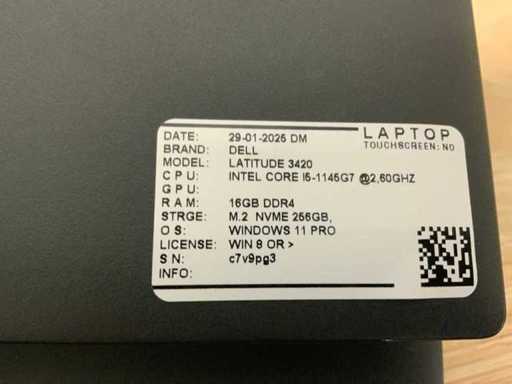 LAPTOP
TOUCHSCREEN: NO
DATE: 29-01-2025 DM
BRAND: DELL
MODEL: LATITUDE 3420
CPU: INTEL CORE I5-1145G7 @2,60GHZ
GPU:
RAM: 16GB DDR4
STRGE: M.2 NVME 256GB,
OS: WINDOWS 11 PRO
LICENSE: WIN 8 OR >
SN: c7v9pg3
INFO: